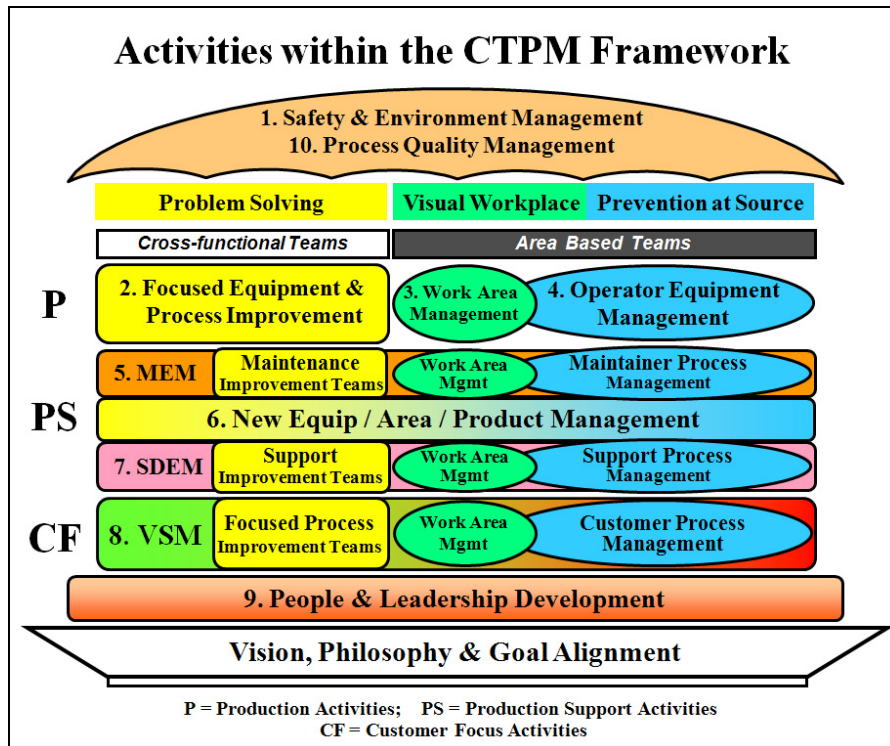 Activities within the CTPM Framework
1. Safety & Environment Management
10. Process Quality Management
Problem Solving
Visual Workplace
Prevention at Source
Cross-functional Teams
Area Based Teams
P
2. Focused Equipment &
Process Improvement
3. Work Area
Management
4. Operator Equipment
Management
PS
5. MEM
Maintenance
Improvement Teams
Work Area
Mgmt
Maintainer Process
Management
6. New Equip / Area / Product Management
7. SDEM
Support
Improvement Teams
Work Area
Mgmt
Support Process
Management
CF
8. VSM
Focused Process
Improvement Teams
Work Area
Mgmt
Customer Process
Management
9. People & Leadership Development
Vision, Philosophy & Goal Alignment
P = Production Activities; PS = Production Support Activities
CF = Customer Focus Activities